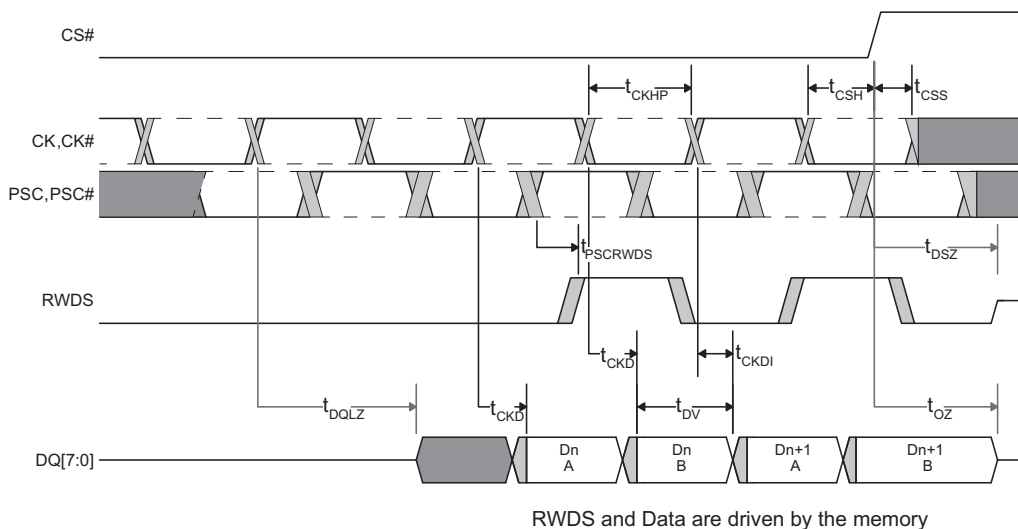 CS#
tCKHP
tCSH
tCSS
CK,CK#
PSC,PSC#
tPSCRWDS
tDSZ
RWDS
tCKD
tCKDI
tDQLZ
tCKD
tDV
tOZ
DQ[7:0]
Dn
A
Dn
B
Dn+1
A
Dn+1
B
RWDS and Data are driven by the memory